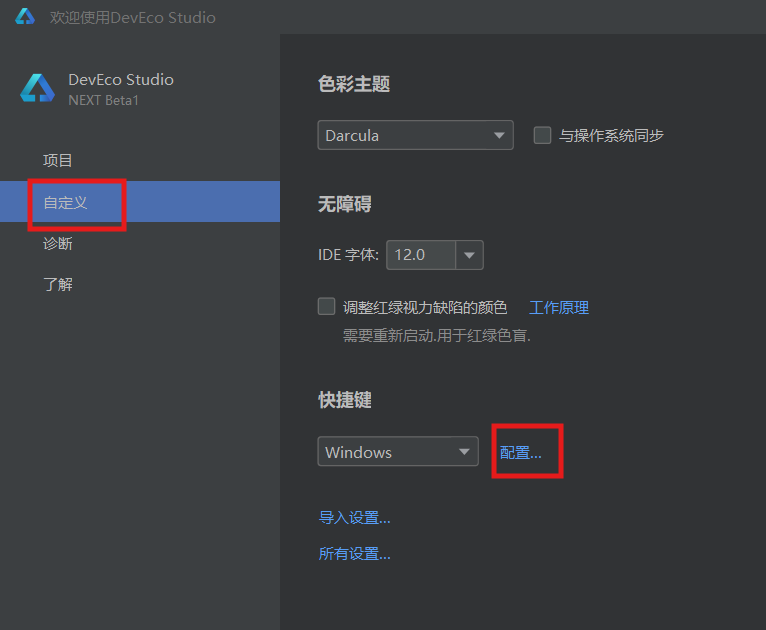 欢迎使用DevEco Studio
DevEco Studio
NEXT Beta1
项目
自定义
诊断
了解
色彩主题
Darcula
与操作系统同步
无障碍
IDE 字体: 12.0
调整红绿视力缺陷的颜色 工作原理
需要重新启动.用于红绿色盲.
快捷键
Windows 配置...
导入设置...
所有设置...